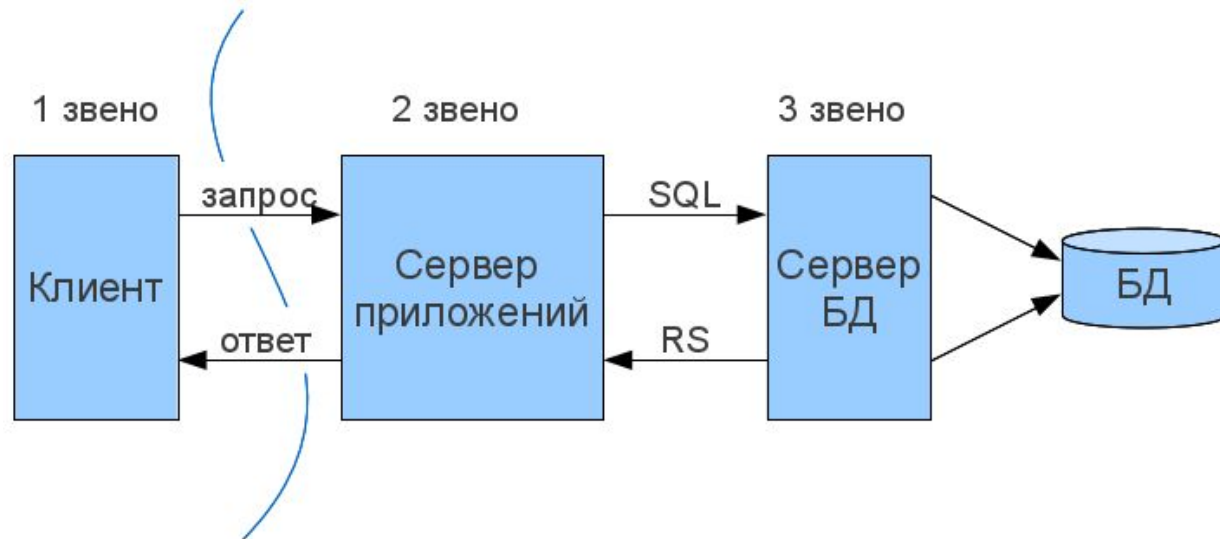 1 звено
2 звено
3 звено
Клиент
запрос
ответ
Сервер
приложений
SQL
RS
Сервер
БД
БД